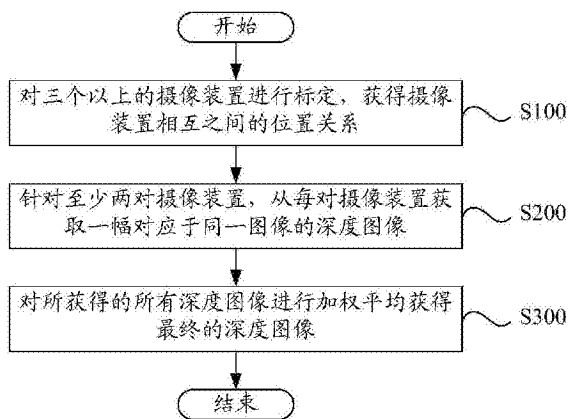 开始
对三个以上的摄像装置进行标定，获得摄像
装置相互之间的位置关系
S100
针对至少两对摄像装置，从每对摄像装置获
取一幅对应于同一图像的深度图像
S200
对所获得的所有深度图像进行加权平均获得
最终的深度图像
S300
结束